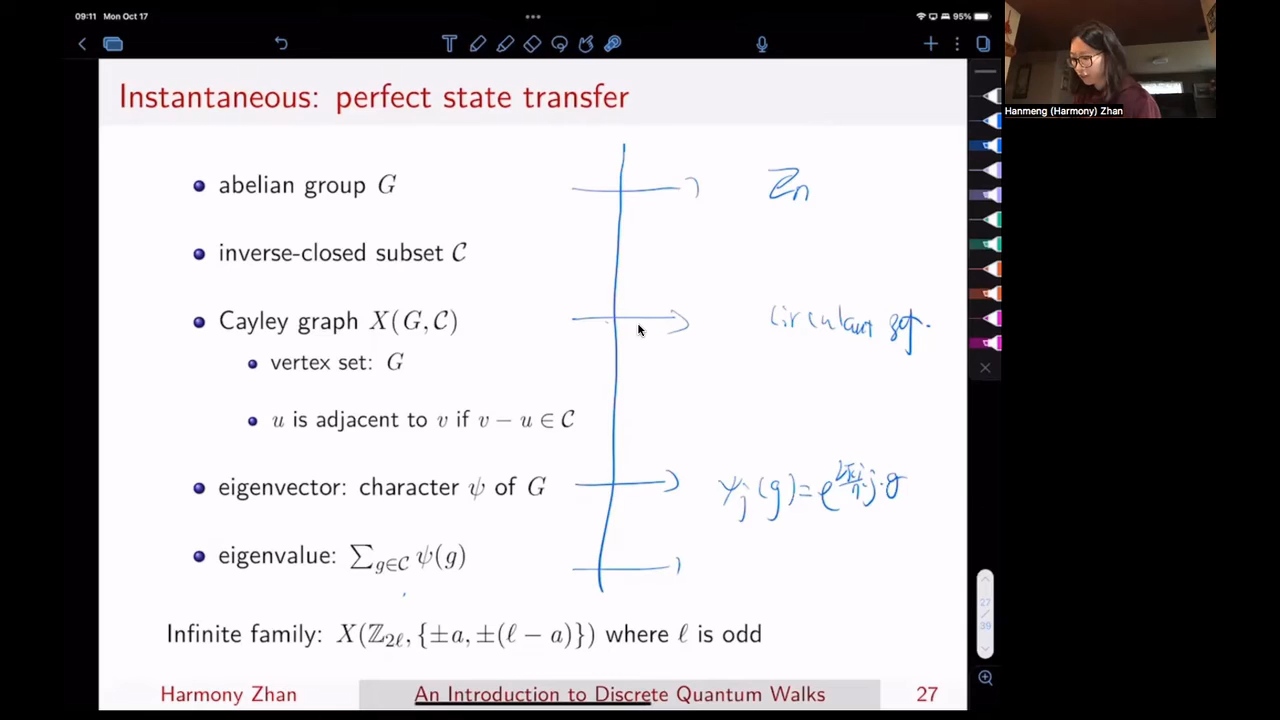 09:11 Mon Oct 17
95%
Hanmeng (Harmony) Zhan
Instantaneous: perfect state transfer
abelian group G
ℤn
inverse-closed subset C
Cayley graph X(G, C)
circulant
vertex set: G
u is adjacent to v if v − u ∈ C
eigenvector: character ψ of G
ψj(g)=e^(2πi/n j·g)
eigenvalue: ∑g∈C ψ(g)
Infinite family: X(ℤ2ℓ, {±a, ±(ℓ − a)}) where ℓ is odd
27
/
39
Harmony Zhan An Introduction to Discrete Quantum Walks 27